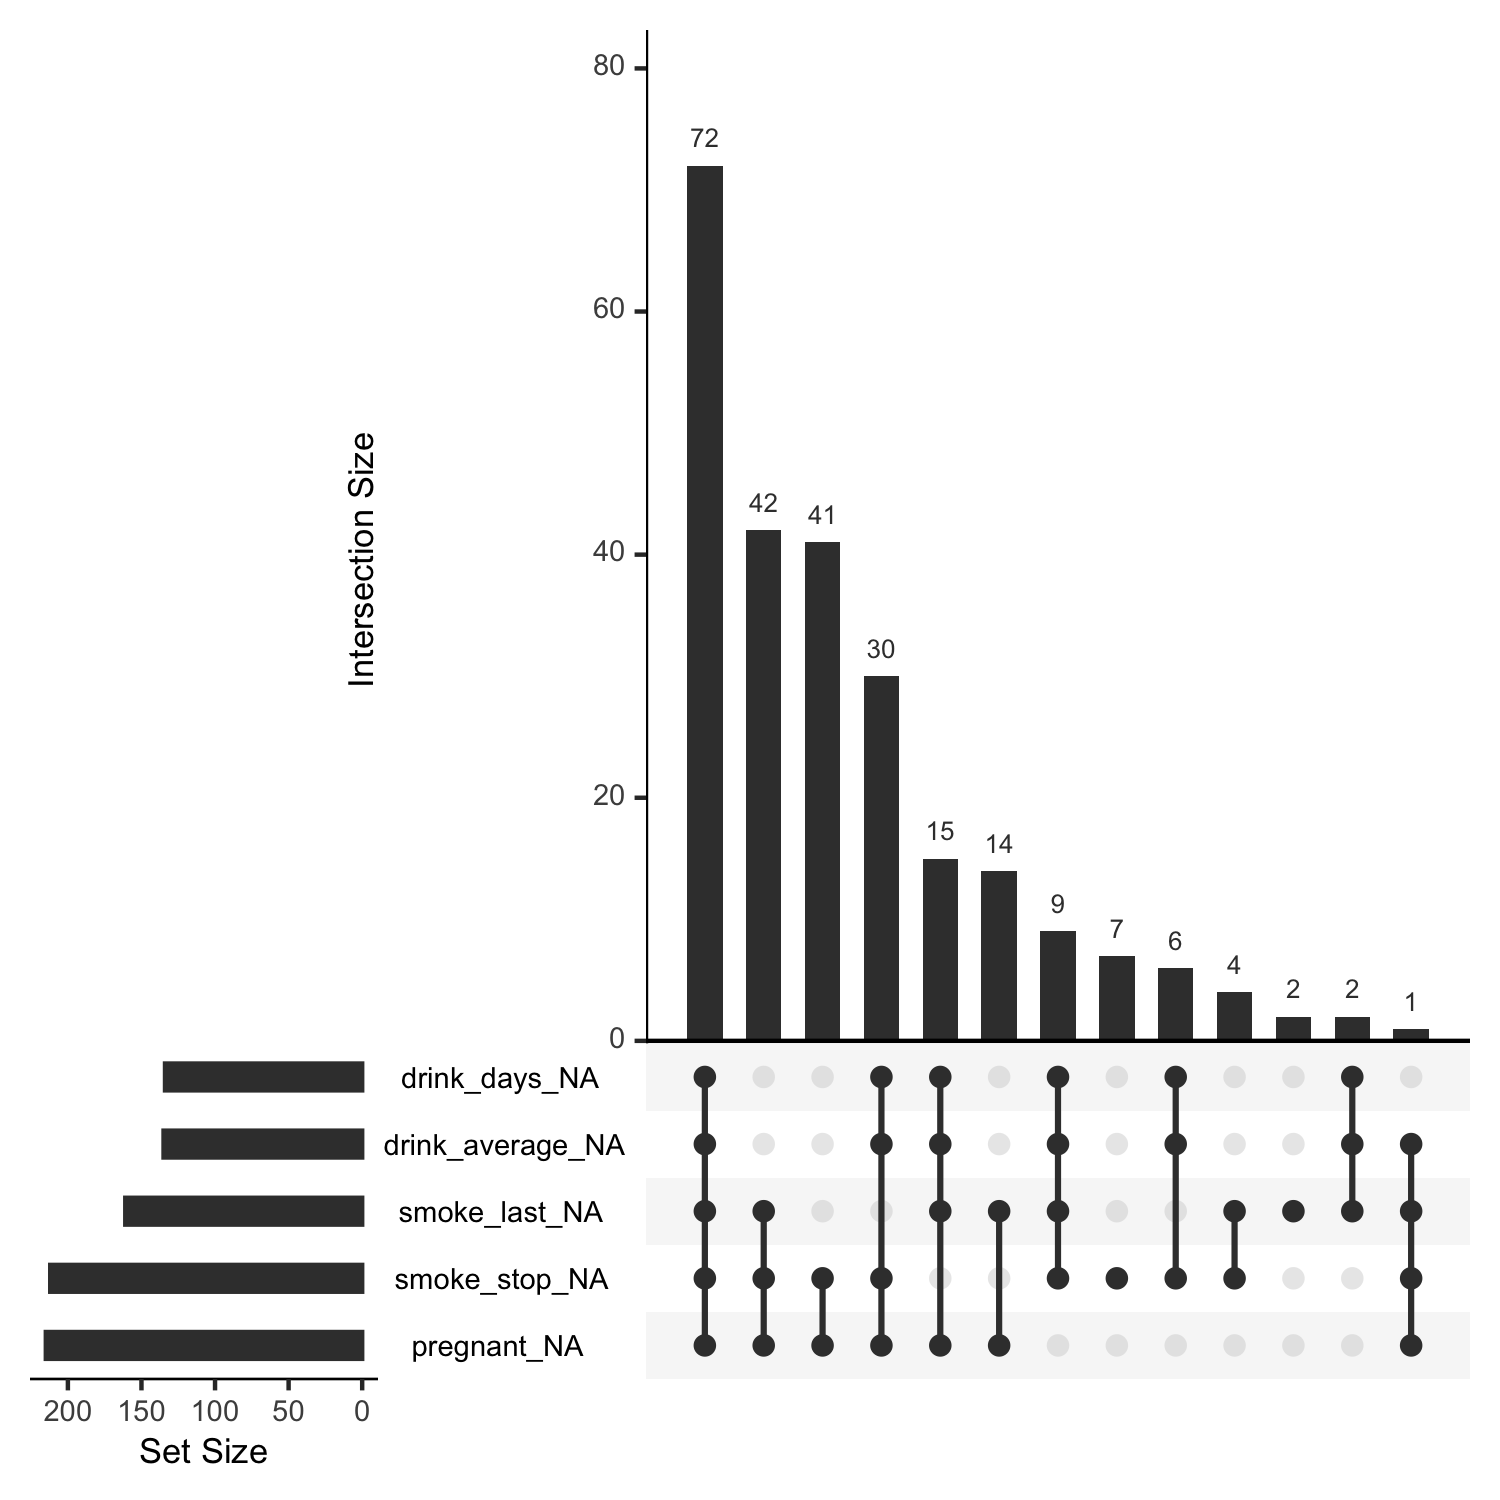 80
60
40
20
0
Intersection Size
72
42
41
30
15
14
9
7
6
4
2
2
1
drink_days_NA
drink_average_NA
smoke_last_NA
smoke_stop_NA
pregnant_NA
200 150 100 50 0
Set Size